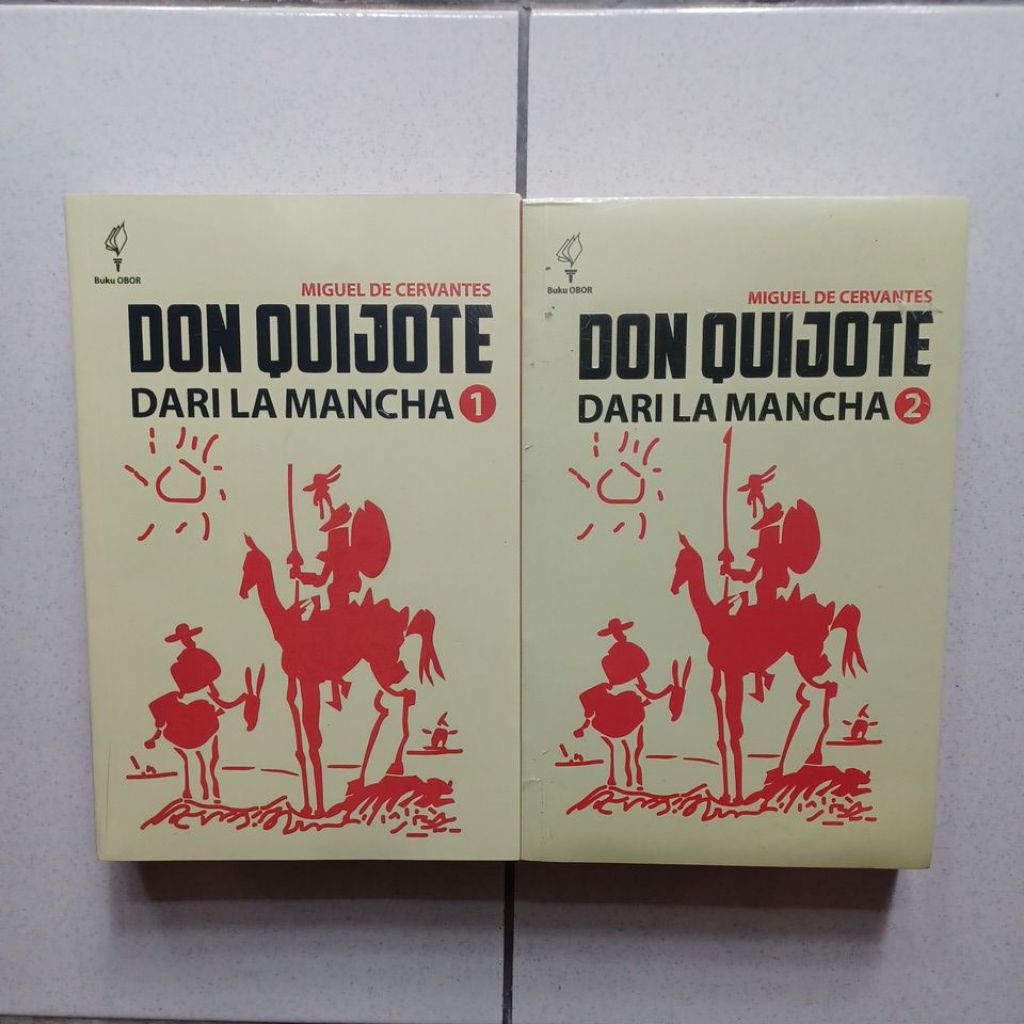 Buku OBOR
MIGUEL DE CERVANTES
DON QUIJOTE
DARI LA MANCHA 1
Buku OBOR
MIGUEL DE CERVANTES
DON QUIJOTE
DARI LA MANCHA 2